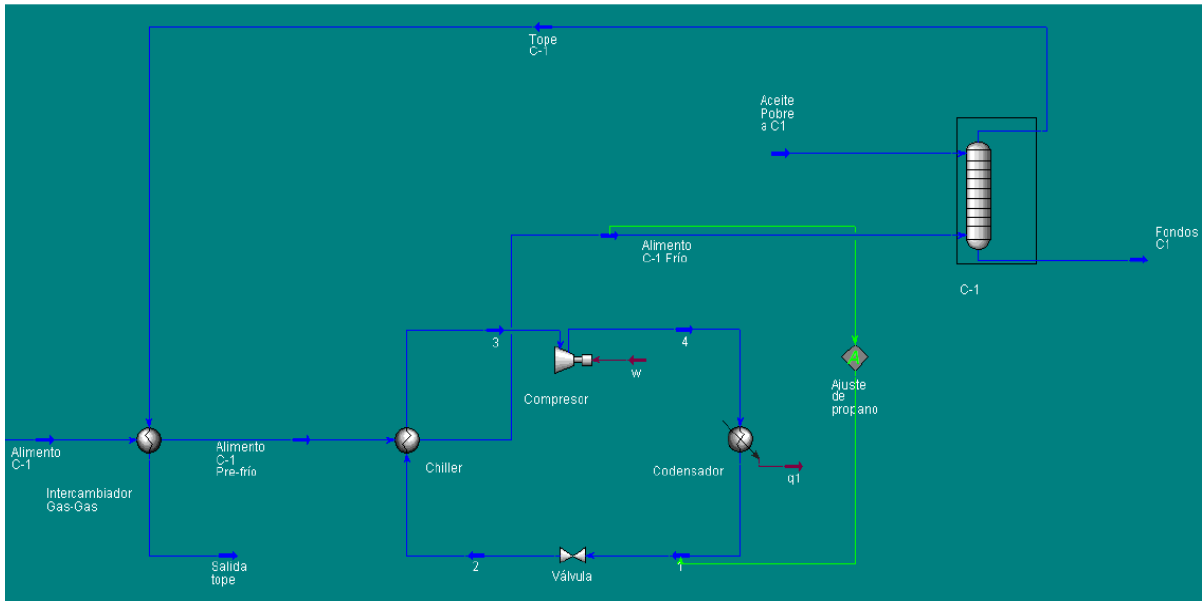 Tope
C-1
Aceite
Pobre
a C1
Fondos
C1
Alimento
C-1 Frío
C-1
3
4
w
Compresor
A
Ajuste
de
propano
Alimento
C-1
Alimento
C-1
Pre-frío
Chiller
Codensador
q1
Intercambiador
Gas-Gas
Salida
tope
2
Válvula
1